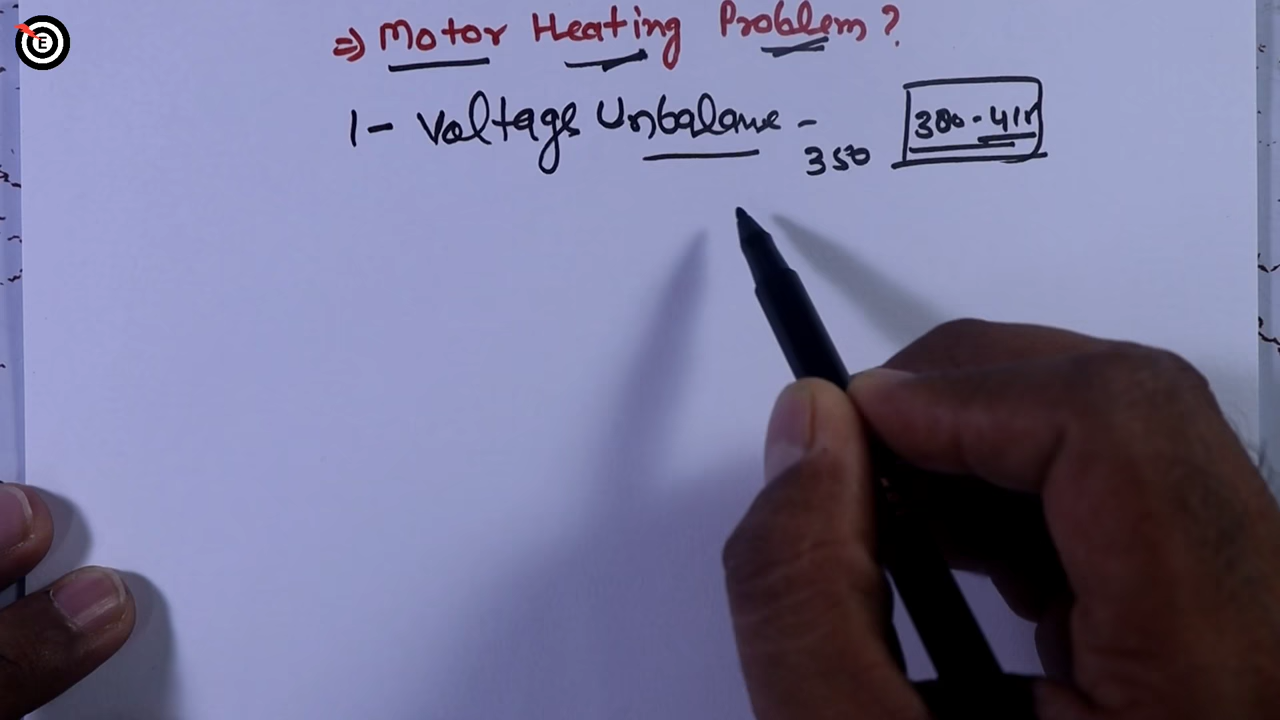 ⇒ Motor Heating Problem?
1- Voltage Unbalance - 350 380-415
E